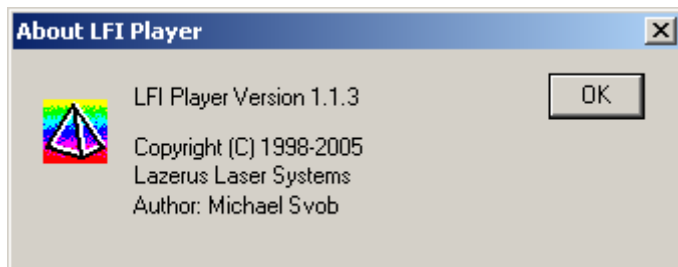 About LFI Player
LFI Player Version 1.1.3
OK
Copyright (C) 1998-2005
Lazerus Laser Systems
Author: Michael Svob